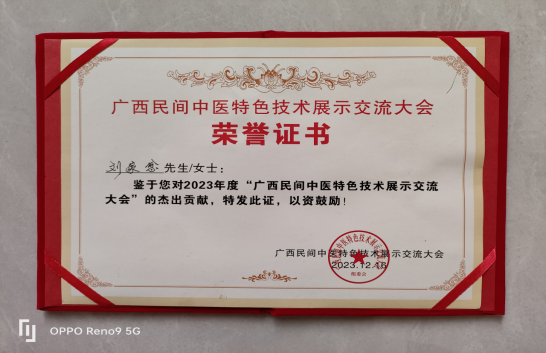 广西民间中医特色技术展示交流大会
荣誉证书
先生/女士：
鉴于您对2023年度“广西民间中医特色技术展示交流
大会”的杰出贡献，特发此证，以资鼓励！
广西民间中医特色技术展示交流大会
2023.12.16
OPPO Reno9 5G